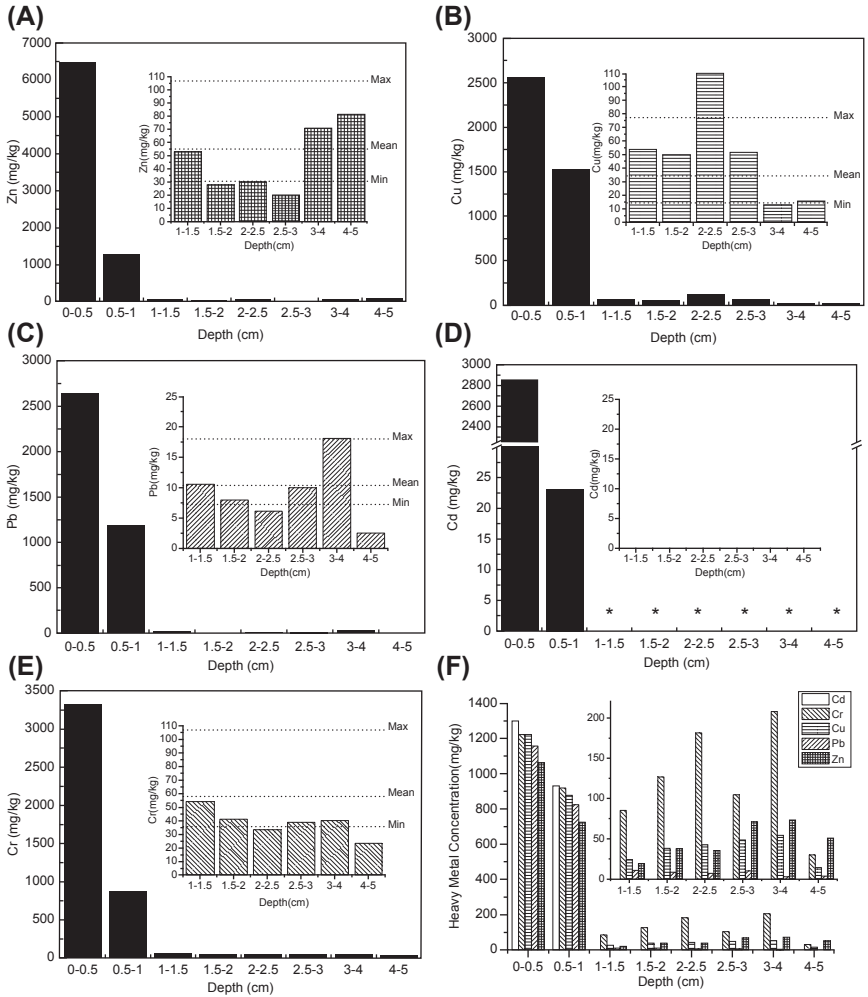 (A)
7000
6000
5000
4000
3000
2000
1000
0
Zn (mg/kg)
0-0.5 0.5-1 1-1.5 1.5-2 2-2.5 2.5-3 3-4 4-5
Depth (cm)
110
100
90
80
70
60
50
40
30
20
10
0
Zn(mg/kg)
Max
Mean
Min
1-1.5 1.5-2 2-2.5 2.5-3 3-4 4-5
Depth(cm)
(B)
3000
2500
2000
1500
1000
500
0
Cu (mg/kg)
0-0.5 0.5-1 1-1.5 1.5-2 2-2.5 2.5-3 3-4 4-5
Depth (cm)
110
100
90
80
70
60
50
40
30
20
10
0
Cu(mg/kg)
Max
Mean
Min
1-1.5 1.5-2 2-2.5 2.5-3 3-4 4-5
Depth(cm)
(C)
3000
2500
2000
1500
1000
500
0
Pb (mg/kg)
0-0.5 0.5-1 1-1.5 1.5-2 2-2.5 2.5-3 3-4 4-5
Depth (cm)
25
20
15
10
5
0
Pb(mg/kg)
Max
Mean
Min
1-1.5 1.5-2 2-2.5 2.5-3 3-4 4-5
Depth(cm)
(D)
3000
2800
2600
2400
25
20
15
10
5
0
Cd (mg/kg)
* * * * * *
0-0.5 0.5-1 1-1.5 1.5-2 2-2.5 2.5-3 3-4 4-5
Depth (cm)
25
20
15
10
5
0
Cd(mg/kg)
1-1.5 1.5-2 2-2.5 2.5-3 3-4 4-5
Depth(cm)
(E)
3500
3000
2500
2000
1500
1000
500
0
Cr (mg/kg)
0-0.5 0.5-1 1-1.5 1.5-2 2-2.5 2.5-3 3-4 4-5
Depth (cm)
110
100
90
80
70
60
50
40
30
20
10
0
Cr(mg/kg)
Max
Mean
Min
1-1.5 1.5-2 2-2.5 2.5-3 3-4 4-5
Depth(cm)
(F)
1400
1200
1000
800
600
400
200
0
Heavy Metal Concentration(mg/kg)
0-0.5 0.5-1 1-1.5 1.5-2 2-2.5 2.5-3 3-4 4-5
Depth (cm)
200
150
100
50
0
1-1.5 1.5-2 2-2.5 2.5-3 3-4 4-5
Cd
Cr
Cu
Pb
Zn